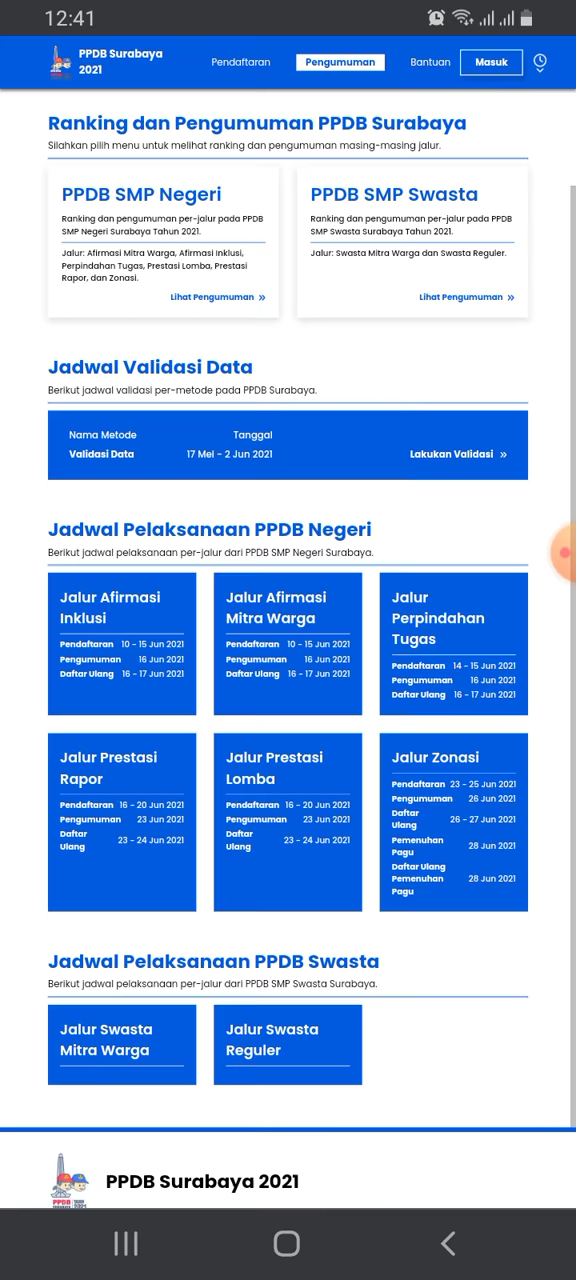 12:41
PPDB Surabaya
2021
Pendaftaran
Pengumuman
Bantuan
Masuk
Ranking dan Pengumuman PPDB Surabaya
Silahkan pilih menu untuk melihat ranking dan pengumuman masing-masing jalur.
PPDB SMP Negeri
Ranking dan pengumuman per-jalur pada PPDB
SMP Negeri Surabaya Tahun 2021.
Jalur: Afirmasi Mitra Warga, Afirmasi Inklusi,
Perpindahan Tugas, Prestasi Lomba, Prestasi
Rapor, dan Zonasi.
Lihat Pengumuman »
PPDB SMP Swasta
Ranking dan pengumuman per-jalur pada PPDB
SMP Swasta Surabaya Tahun 2021.
Jalur: Swasta Mitra Warga dan Swasta Reguler.
Lihat Pengumuman »
Jadwal Validasi Data
Berikut jadwal validasi per-metode pada PPDB Surabaya.
Nama Metode Tanggal
Validasi Data 17 Mei - 2 Jun 2021 Lakukan Validasi »
Jadwal Pelaksanaan PPDB Negeri
Berikut jadwal pelaksanaan per-jalur dari PPDB SMP Negeri Surabaya.
Jalur Afirmasi
Inklusi
Pendaftaran 10 - 15 Jun 2021
Pengumuman 16 Jun 2021
Daftar Ulang 16 - 17 Jun 2021
Jalur Afirmasi
Mitra Warga
Pendaftaran 10 - 15 Jun 2021
Pengumuman 16 Jun 2021
Daftar Ulang 16 - 17 Jun 2021
Jalur
Perpindahan
Tugas
Pendaftaran 14 - 15 Jun 2021
Pengumuman 16 Jun 2021
Daftar Ulang 16 - 17 Jun 2021
Jalur Prestasi
Rapor
Pendaftaran 16 - 20 Jun 2021
Pengumuman 23 Jun 2021
Daftar
Ulang 23 - 24 Jun 2021
Jalur Prestasi
Lomba
Pendaftaran 16 - 20 Jun 2021
Pengumuman 23 Jun 2021
Daftar
Ulang 23 - 24 Jun 2021
Jalur Zonasi
Pendaftaran 23 - 25 Jun 2021
Pengumuman 26 Jun 2021
Daftar
Ulang 26 - 27 Jun 2021
Pemenuhan
Pagu 28 Jun 2021
Daftar Ulang
Pemenuhan 28 Jun 2021
Pagu
Jadwal Pelaksanaan PPDB Swasta
Berikut jadwal pelaksanaan per-jalur dari PPDB SMP Swasta Surabaya.
Jalur Swasta
Mitra Warga
Jalur Swasta
Reguler
PPDB
PPDB Surabaya 2021